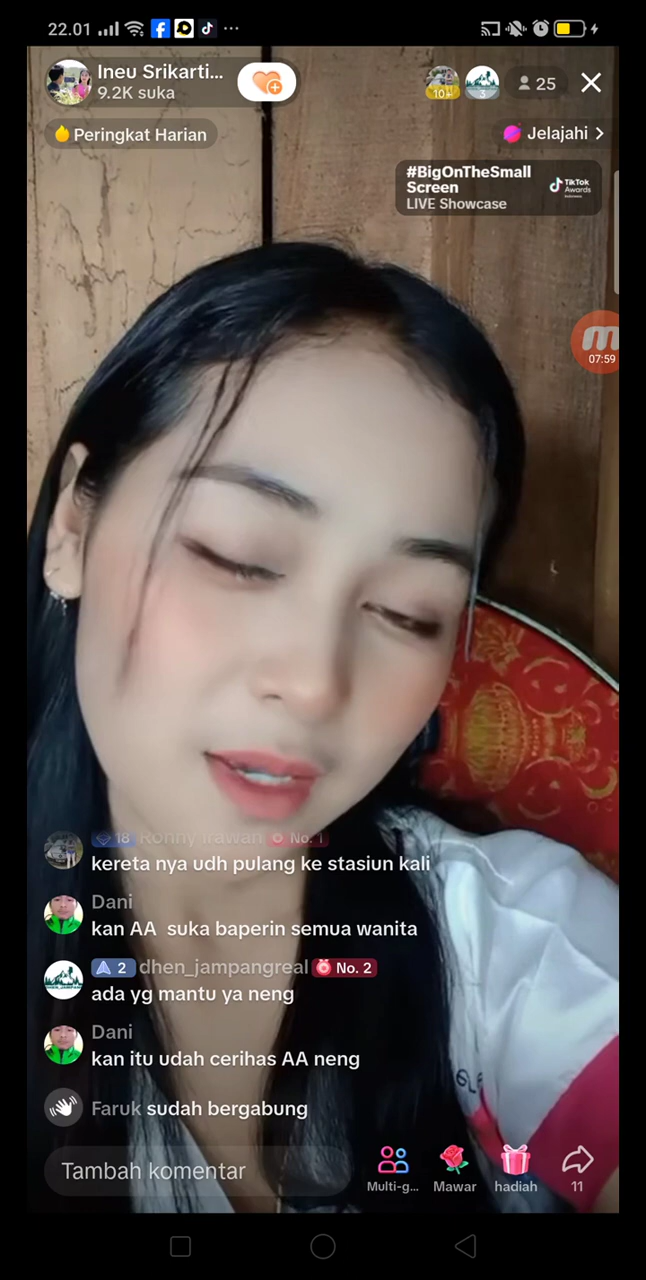 22.01
Ineu Srikarti...
9.2K suka
10+
3
25
Peringkat Harian
Jelajahi
#BigOnTheSmall
Screen
LIVE Showcase
TikTok
Awards
07:59
18 Ronny Irawan No. 1
kereta nya udh pulang ke stasiun kali
Dani
kan AA suka baperin semua wanita
2 dhen_jampangreal No. 2
ada yg mantu ya neng
Dani
kan itu udah cerihas AA neng
Faruk sudah bergabung
Tambah komentar
Multi-g...
Mawar
hadiah
11